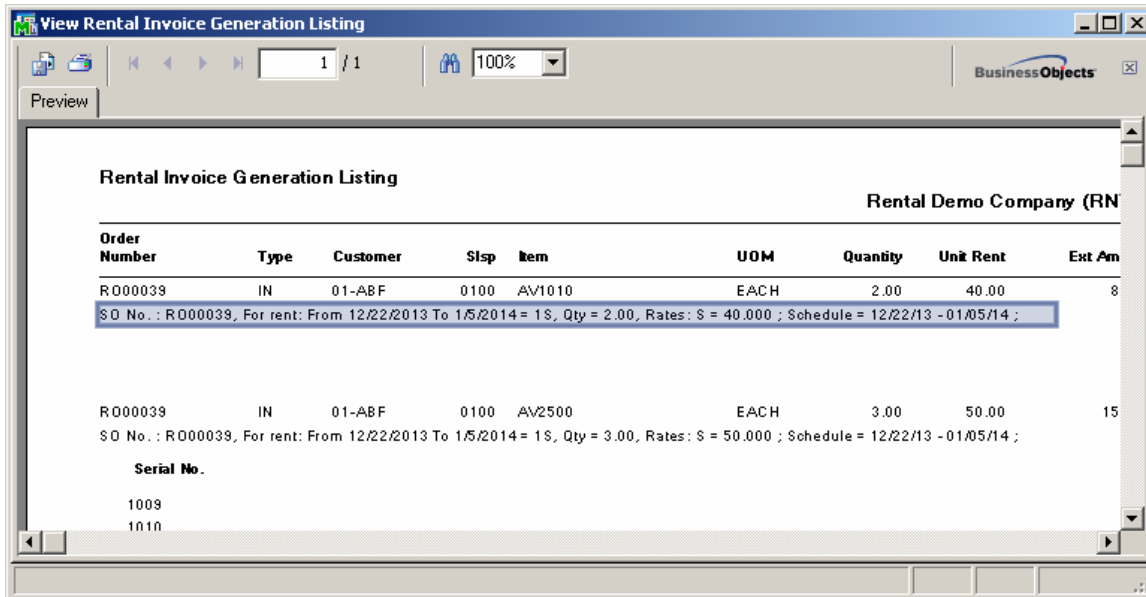 View Rental Invoice Generation Listing
1 / 1 100% BusinessObjects
Preview
Rental Invoice Generation Listing
Rental Demo Company (RN
Order
Number Type Customer Slsp Item UOM Quantity Unit Rent Ext Am
RO00039 IN 01-ABF 0100 AV1010 EACH 2.00 40.00 8
SO No. : RO00039, For rent: From 12/22/2013 To 1/5/2014 = 1S, Qty = 2.00, Rates: S = 40.000 ; Schedule = 12/22/13 - 01/05/14 ;
RO00039 IN 01-ABF 0100 AV2500 EACH 3.00 50.00 15
SO No. : RO00039, For rent: From 12/22/2013 To 1/5/2014 = 1S, Qty = 3.00, Rates: S = 50.000 ; Schedule = 12/22/13 - 01/05/14 ;
Serial No.
1009
1010